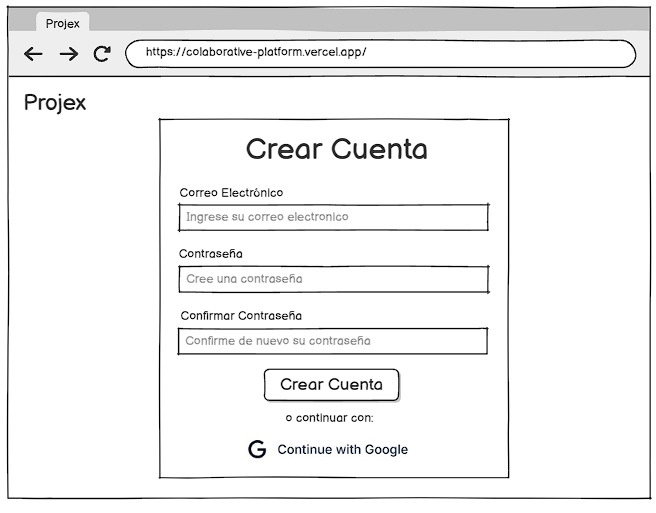 Projex
https://colaborative-platform.vercel.app/
Projex
Crear Cuenta
Correo Electrónico
Ingrese su correo electronico
Contraseña
Cree una contraseña
Confirmar Contraseña
Confirme de nuevo su contraseña
Crear Cuenta
o continuar con:
G Continue with Google